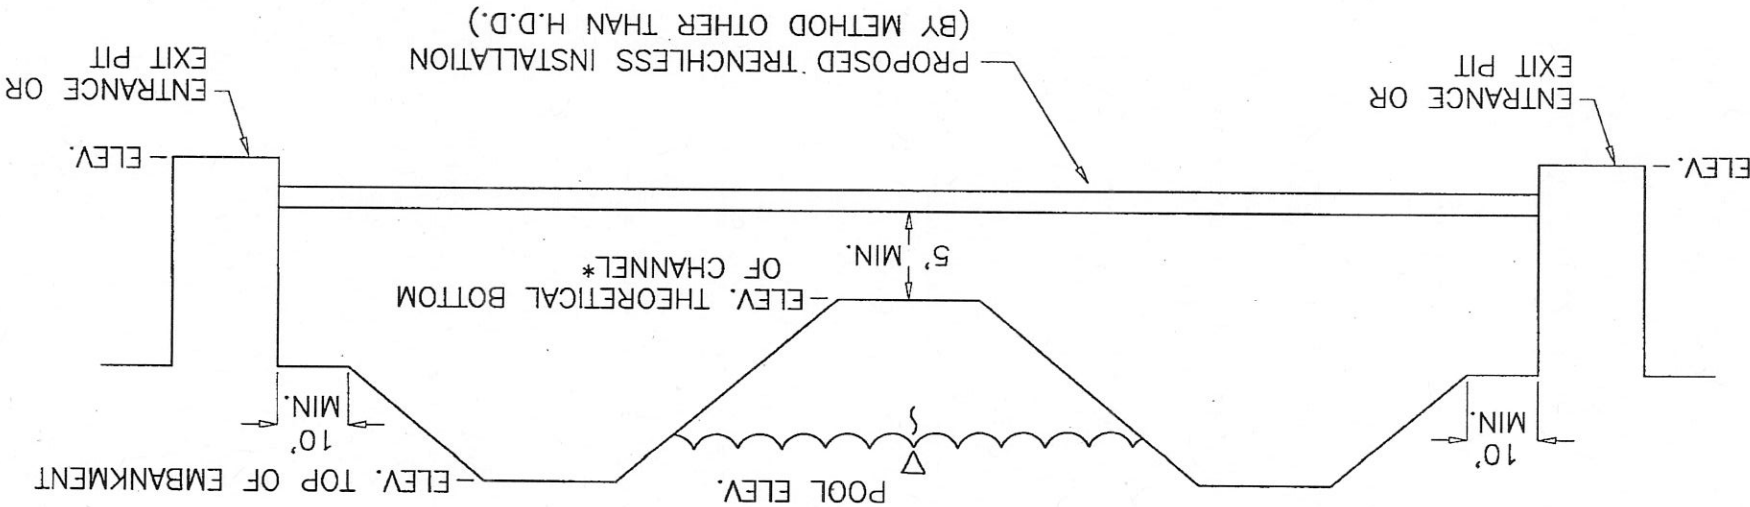 POOL ELEV.
ELEV. TOP OF EMBANKMENT
10'
MIN.
10'
MIN.
ELEV. THEORETICAL BOTTOM
OF CHANNEL*
5'
MIN.
ELEV.
ELEV.
ENTRANCE OR
EXIT PIT
PROPOSED TRENCHLESS INSTALLATION
(BY METHOD OTHER THAN H.D.D.)
ENTRANCE OR
EXIT PIT